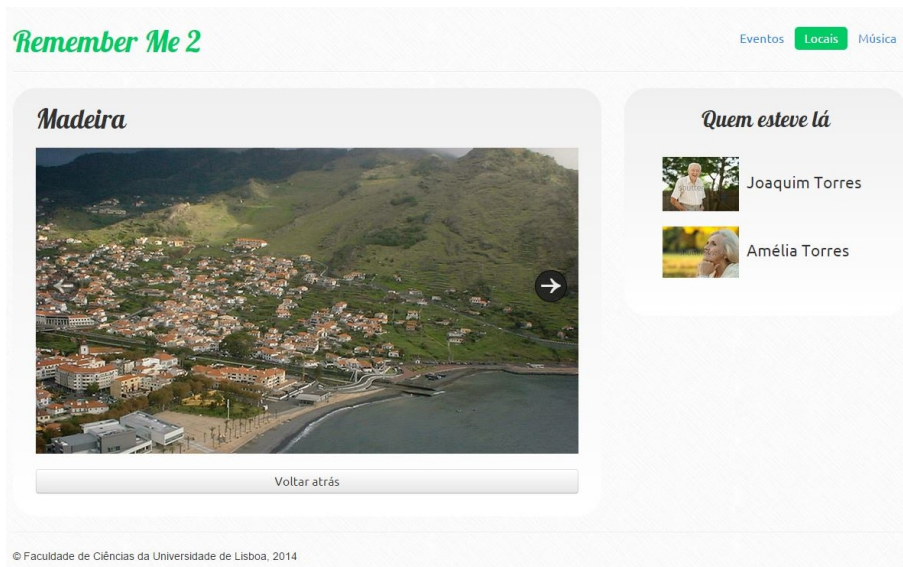 Remember Me 2
Eventos
Locais
Música
Madeira
Voltar atrás
Quem esteve lá
Joaquim Torres
Amélia Torres
© Faculdade de Ciências da Universidade de Lisboa, 2014